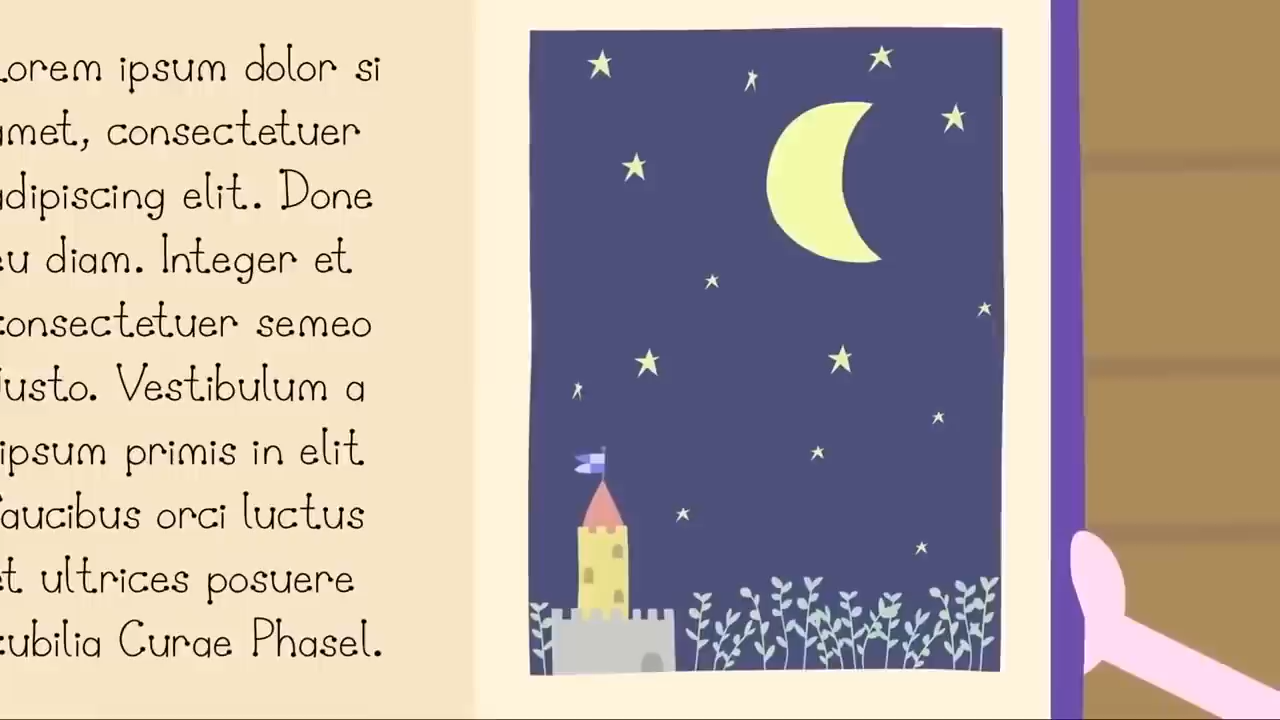 Lorem ipsum dolor si
amet, consectetuer
adipiscing elit. Done
eu diam. Integer et
consectetuer semeo
justo. Vestibulum a
ipsum primis in elit
faucibus orci luctus
et ultrices posuere
cubilia Curae Phasel.